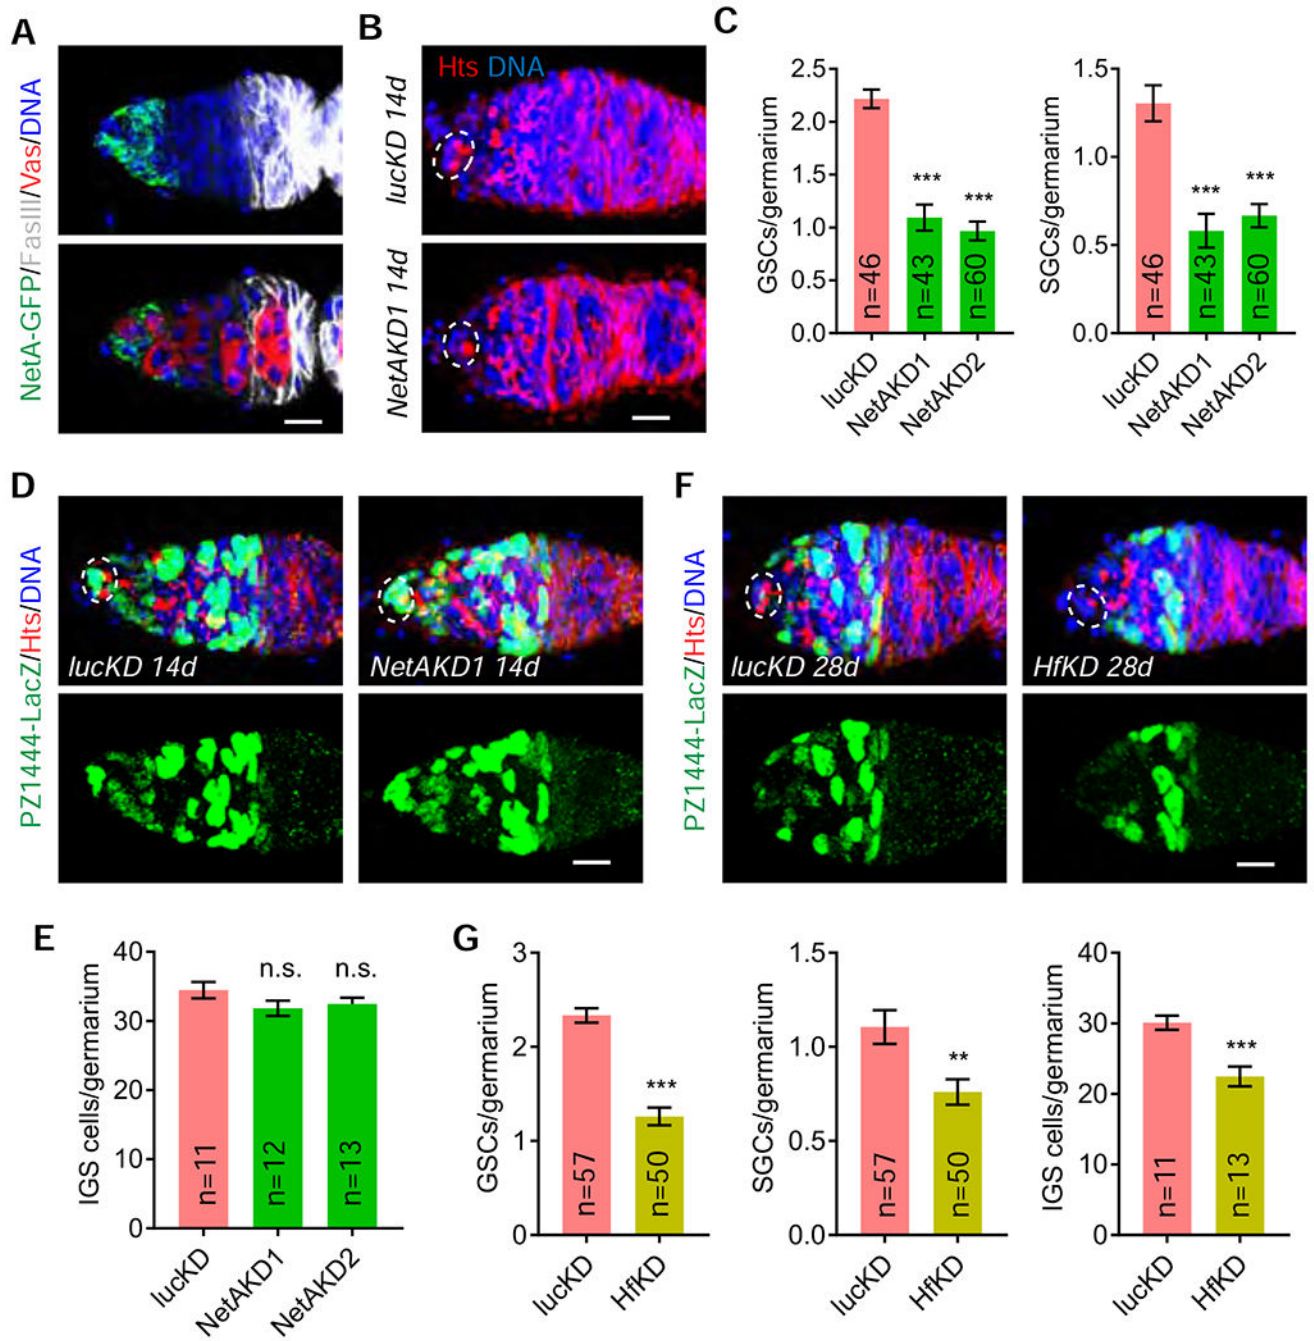 A
NetA-GFP/FasIII/Vas/DNA
B
Hts DNA
lucKD 14d
NetAKD1 14d
C
GSCs/germarium
2.5
2.0
1.5
1.0
0.5
0.0
***
***
n=46
n=43
n=60
lucKD
NetAKD1
NetAKD2
SGCs/germarium
1.5
1.0
0.5
0.0
***
***
n=46
n=43
n=60
lucKD
NetAKD1
NetAKD2
D
PZ1444-LacZ/Hts/DNA
lucKD 14d
NetAKD1 14d
F
PZ1444-LacZ/Hts/DNA
lucKD 28d
HfKD 28d
E
IGS cells/germarium
40
30
20
10
0
n.s.
n.s.
n=11
n=12
n=13
lucKD
NetAKD1
NetAKD2
G
GSCs/germarium
3
2
1
0
***
n=57
n=50
lucKD
HfKD
SGCs/germarium
1.5
1.0
0.5
0.0
**
n=57
n=50
lucKD
HfKD
IGS cells/germarium
40
30
20
10
0
***
n=11
n=13
lucKD
HfKD